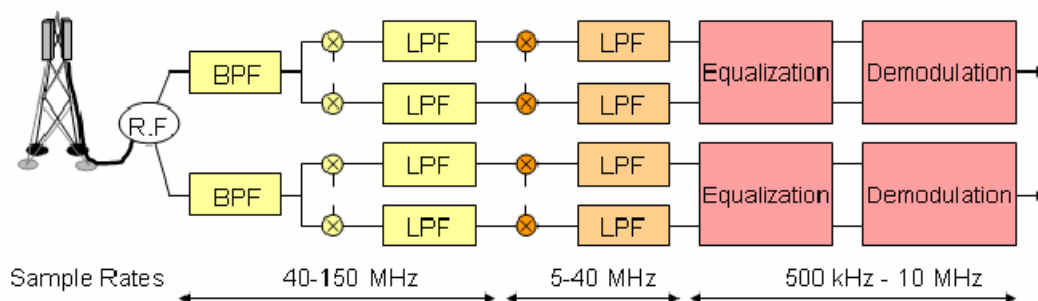 LPF
LPF
BPF
Equalization
Demodulation
LPF
LPF
R.F
LPF
LPF
BPF
Equalization
Demodulation
LPF
LPF
Sample Rates
40-150 MHz
5-40 MHz
500 kHz - 10 MHz